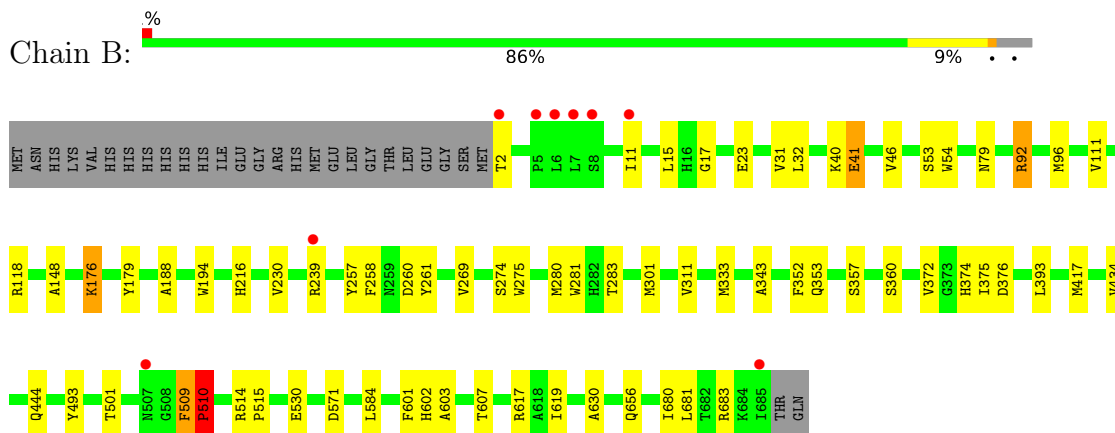 %
Chain B:
86% 9% • •
MET ASN HIS LYS VAL HIS HIS HIS HIS HIS HIS ILE GLU GLY ARG HIS MET GLU LEU GLY THR LEU GLU GLY SER MET T2 P5 L6 L7 S8 I11 L15 H16 G17 E23 V31 L32 K40 E41 V46 S53 W54 N79 R92 M96 V111
R118 A148 K176 Y179 A188 W194 H216 V230 R239 Y257 F258 N259 D260 Y261 V269 S274 W275 M280 W281 H282 T283 M301 V311 M333 A343 F352 Q353 S357 S360 V372 G373 H374 I375 D376 L393 M417 V434
Q444 Y493 T501 N507 G508 F509 P510 R514 P515 E530 D571 L584 F601 H602 A603 T607 R617 A618 I619 A630 Q656 I680 L681 T682 R683 K684 I685 THR GLN